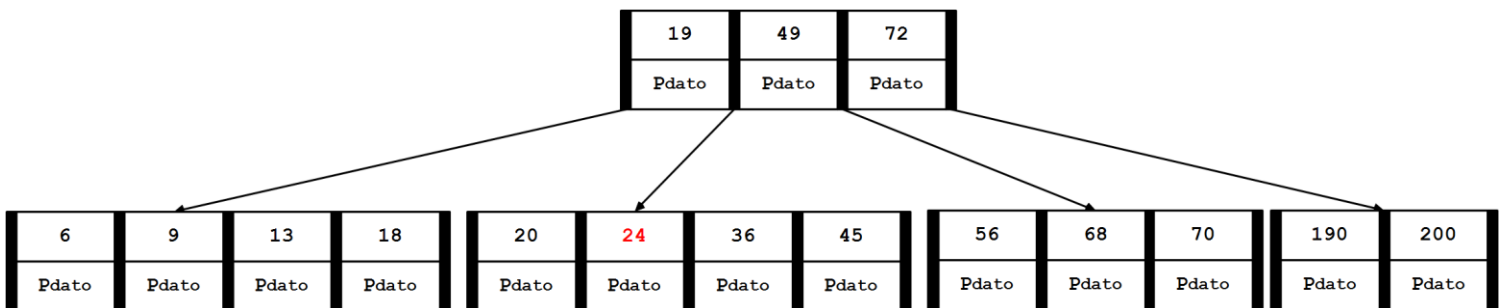 19 49 72
Pdato Pdato Pdato
6 9 13 18 20 24 36 45 56 68 70 190 200
Pdato Pdato Pdato Pdato Pdato Pdato Pdato Pdato Pdato Pdato Pdato Pdato Pdato